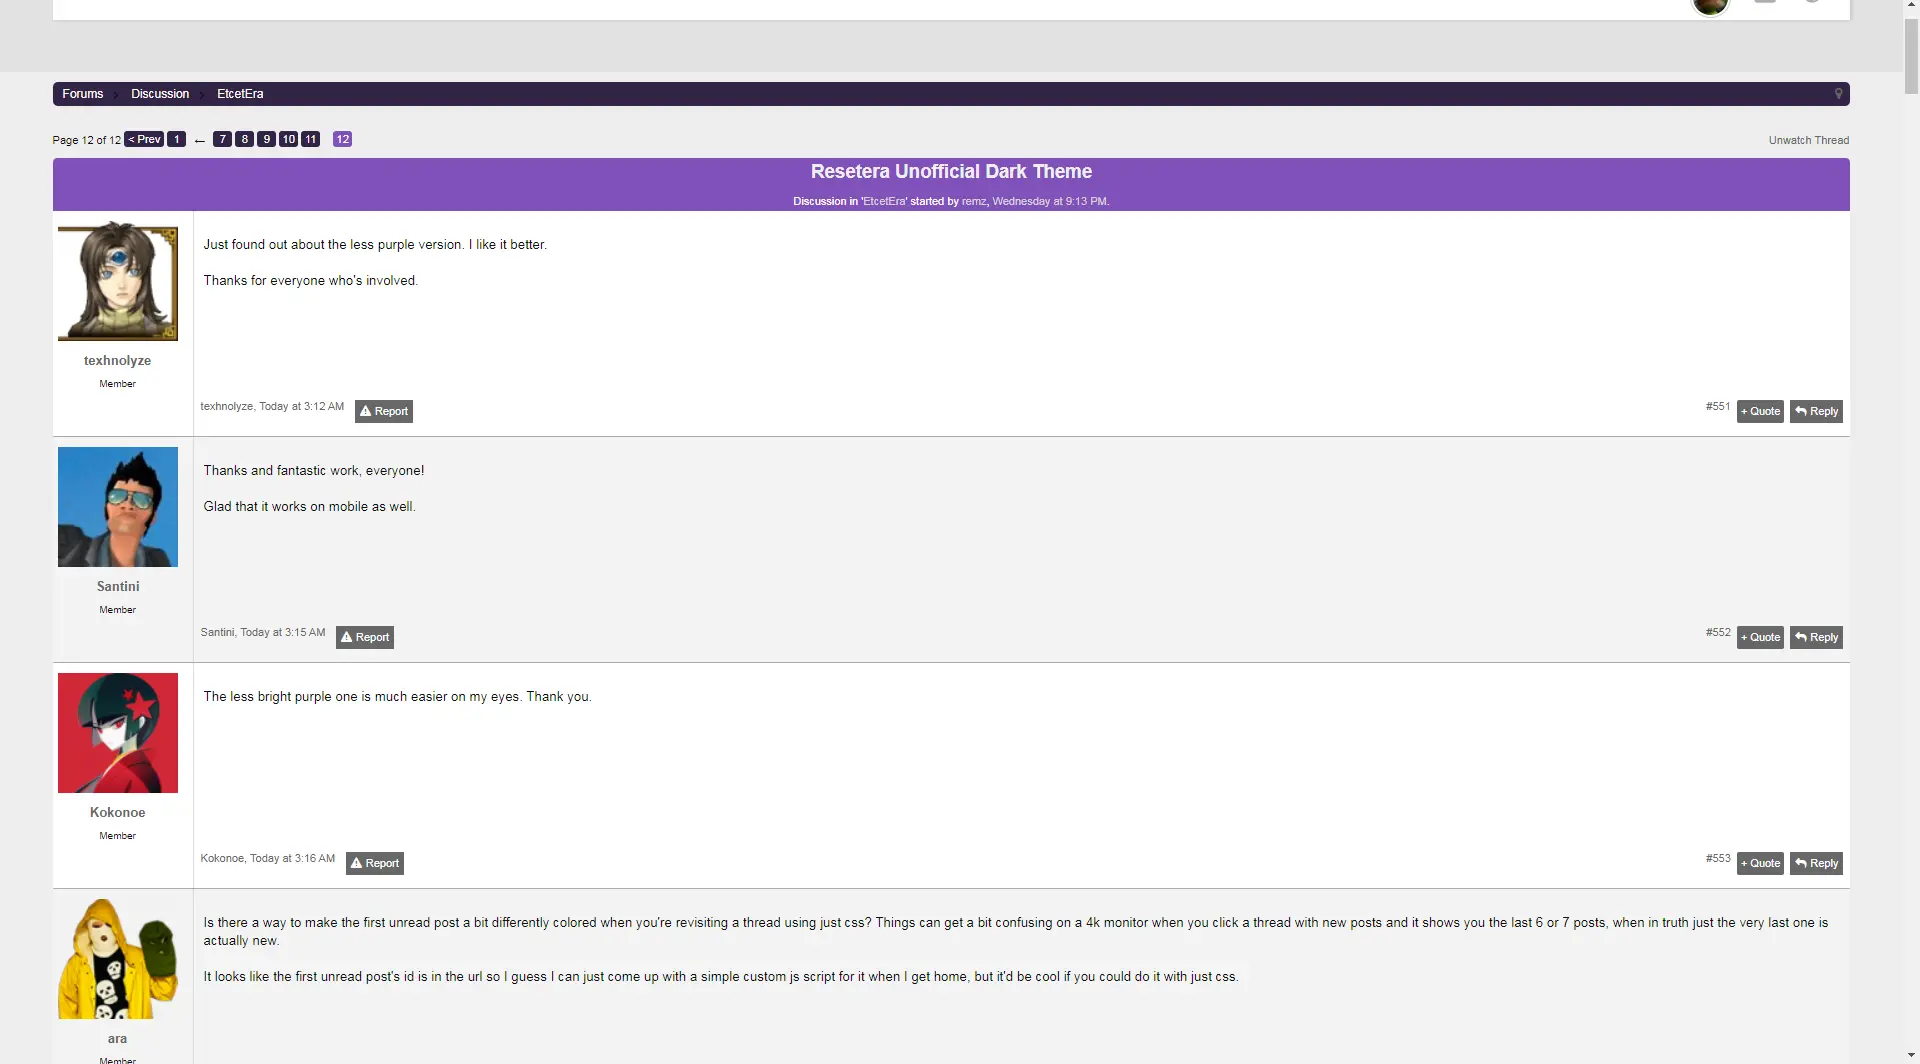 Forums Discussion EtcetEra
Page 12 of 12 < Prev 1 ← 7 8 9 10 11 12 Unwatch Thread
Resetera Unofficial Dark Theme
Discussion in 'EtcetEra' started by remz, Wednesday at 9:13 PM.
Just found out about the less purple version. I like it better.
Thanks for everyone who's involved.
texhnolyze
Member
texhnolyze, Today at 3:12 AM Report #551 + Quote Reply
Thanks and fantastic work, everyone!
Glad that it works on mobile as well.
Santini
Member
Santini, Today at 3:15 AM Report #552 + Quote Reply
The less bright purple one is much easier on my eyes. Thank you.
Kokonoe
Member
Kokonoe, Today at 3:16 AM Report #553 + Quote Reply
Is there a way to make the first unread post a bit differently colored when you're revisiting a thread using just css? Things can get a bit confusing on a 4k monitor when you click a thread with new posts and it shows you the last 6 or 7 posts, when in truth just the very last one is
actually new.
It looks like the first unread post's id is in the url so I guess I can just come up with a simple custom js script for it when I get home, but it'd be cool if you could do it with just css.
ara
Member